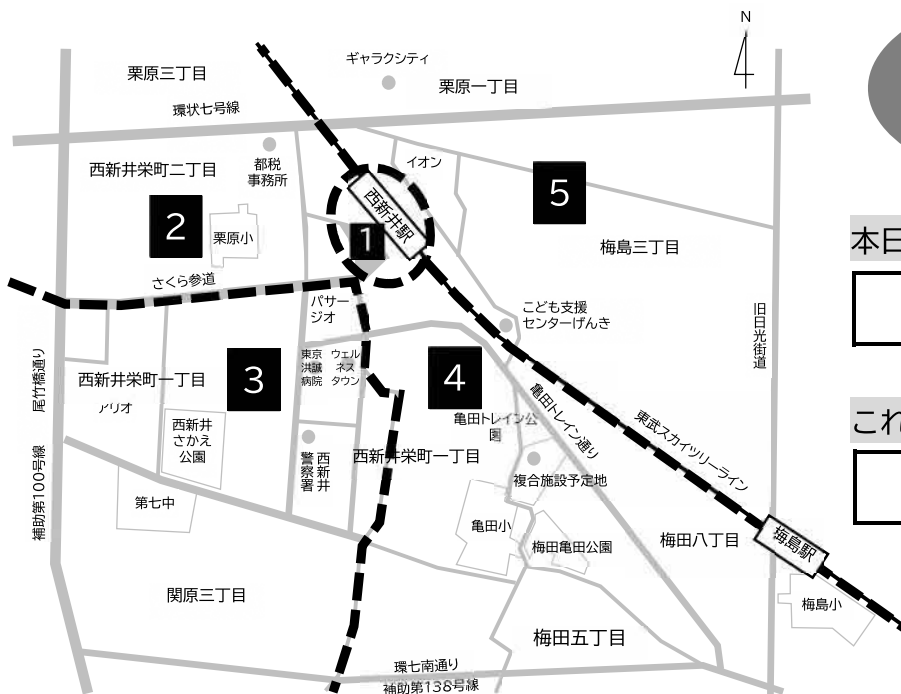 N
ギャラクシティ
栗原三丁目
栗原一丁目
環状七号線
西新井栄町二丁目
都税
事務所
イオン
5
2
栗原小
西新井駅
1
梅島三丁目
さくら参道
パサー
ジオ
こども支援
センターげんき
旧日光街道
本日
尾竹橋通り
西新井栄町一丁目
アリオ
3
東京
洪誠
病院
ウェル
ネス
タウン
4
亀田トレイン公
園
亀田トレイン通り
東武スカイツリーライン
これ
西新井
さかえ
公園
西新井
警察署
西新井栄町一丁目
複合施設予定地
補助第100号線
第七中
亀田小
梅田亀田公園
梅田八丁目
梅島駅
梅島小
関原三丁目
梅田五丁目
環七南通り
補助第138号線